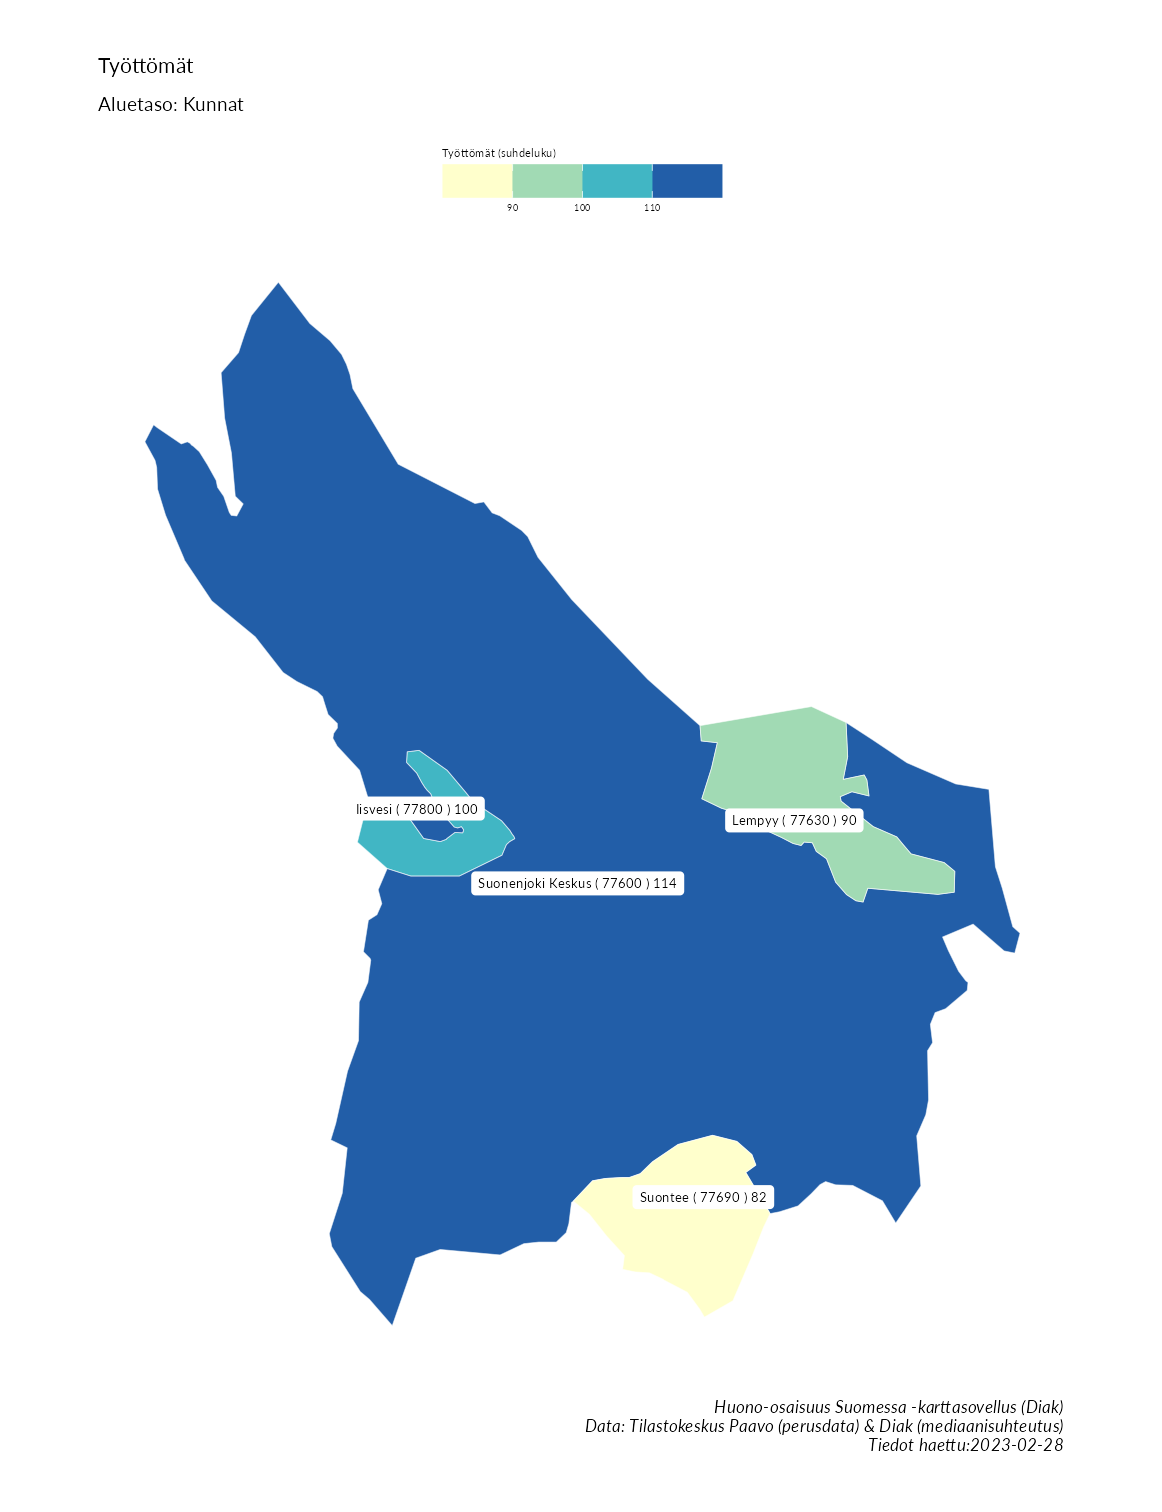 Työttömät
Aluetaso: Kunnat
Työttömät (suhdeluku)
90 100 110
Iisvesi ( 77800 ) 100
Lempyy ( 77630 ) 90
Suonenjoki Keskus ( 77600 ) 114
Suontee ( 77690 ) 82
Huono-osaisuus Suomessa -karttasovellus (Diak)
Data: Tilastokeskus Paavo (perusdata) & Diak (mediaanisuhteutus)
Tiedot haettu:2023-02-28